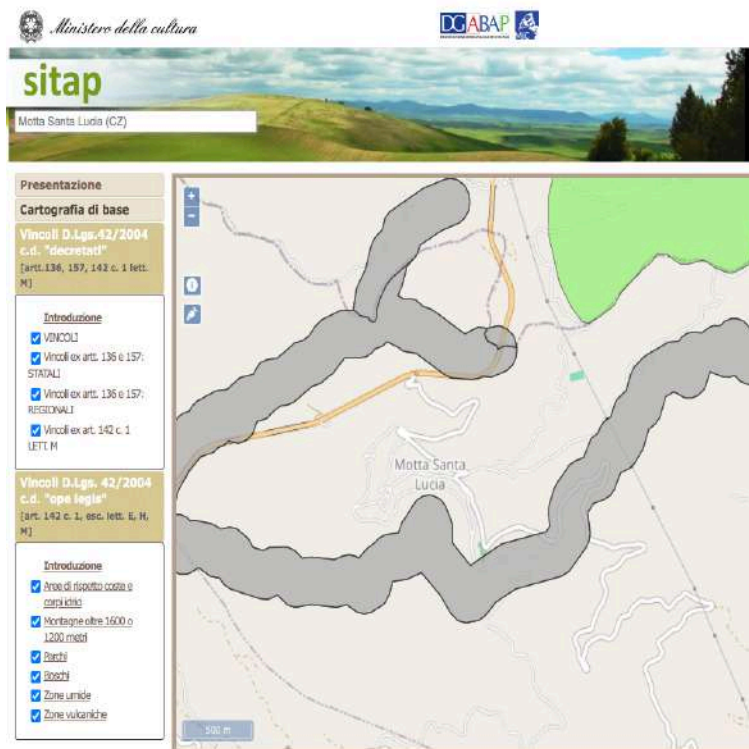 Ministero della cultura
DGABAP
sitap
Motta Santa Lucia (CZ)
Presentazione
Cartografia di base
Vincoli D.Lgs.42/2004
c.d. "decretati"
[artt.136, 157, 142 c. 1 lett.
M]
Introduzione
VINCOLI
Vincoli ex artt. 136 e 157:
STATALI
Vincoli ex artt. 136 e 157:
REGIONALI
Vincoli ex art. 142 c. 1
LETT. M
Vincoli D.Lgs. 42/2004
c.d. "ope legis"
[art. 142 c. 1, esc. lett. E, H,
M]
Introduzione
Aree di rispetto coste e
corpi idrici
Montagne oltre 1600 o
1200 metri
Parchi
Boschi
Zone umide
Zone vulcaniche
+
−
i
Motta Santa
Lucia
500 m